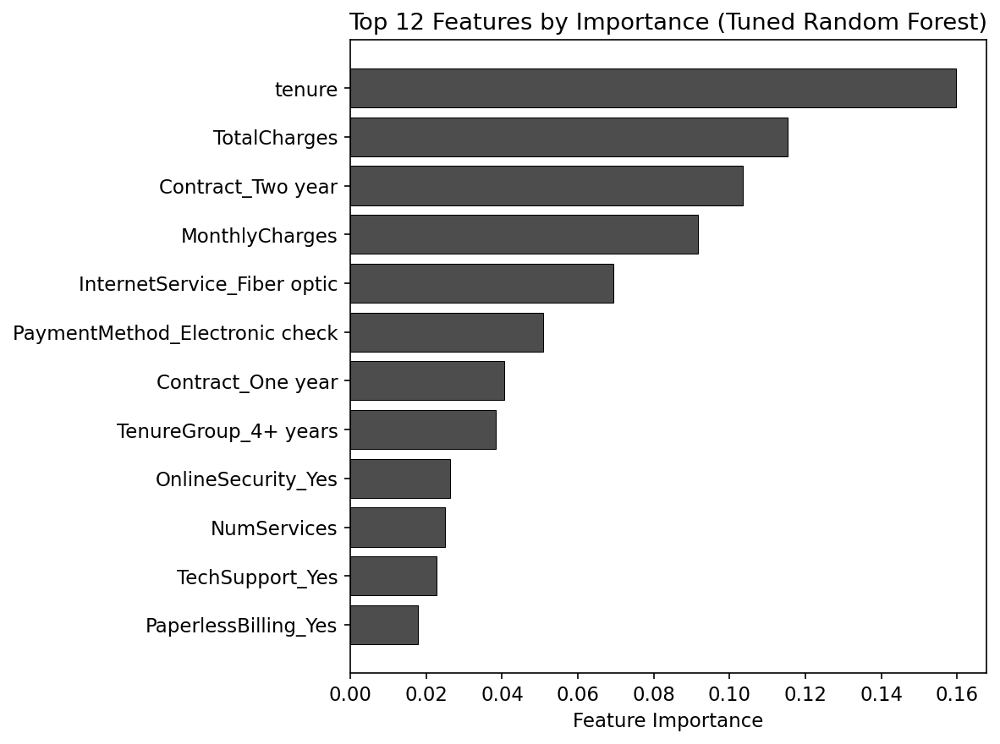 Top 12 Features by Importance (Tuned Random Forest)
tenure
TotalCharges
Contract_Two year
MonthlyCharges
InternetService_Fiber optic
PaymentMethod_Electronic check
Contract_One year
TenureGroup_4+ years
OnlineSecurity_Yes
NumServices
TechSupport_Yes
PaperlessBilling_Yes
0.00 0.02 0.04 0.06 0.08 0.10 0.12 0.14 0.16
Feature Importance